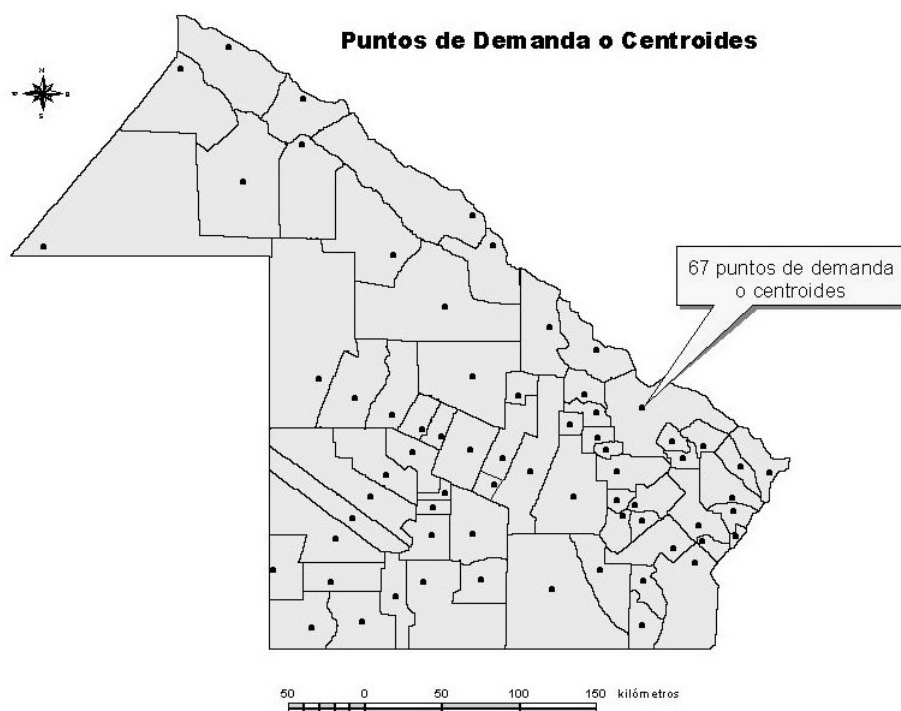 Puntos de Demanda o Centroides
N
S
67 puntos de demanda
o centroides
50 0 50 100 150 kilómetros